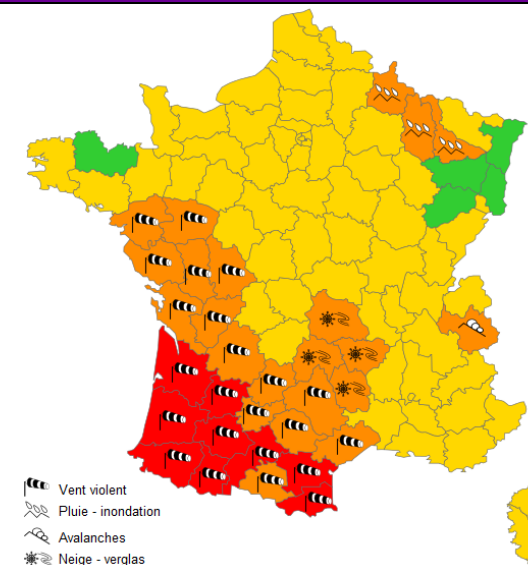 Vent violent
Pluie - inondation
Avalanches
Neige - verglas